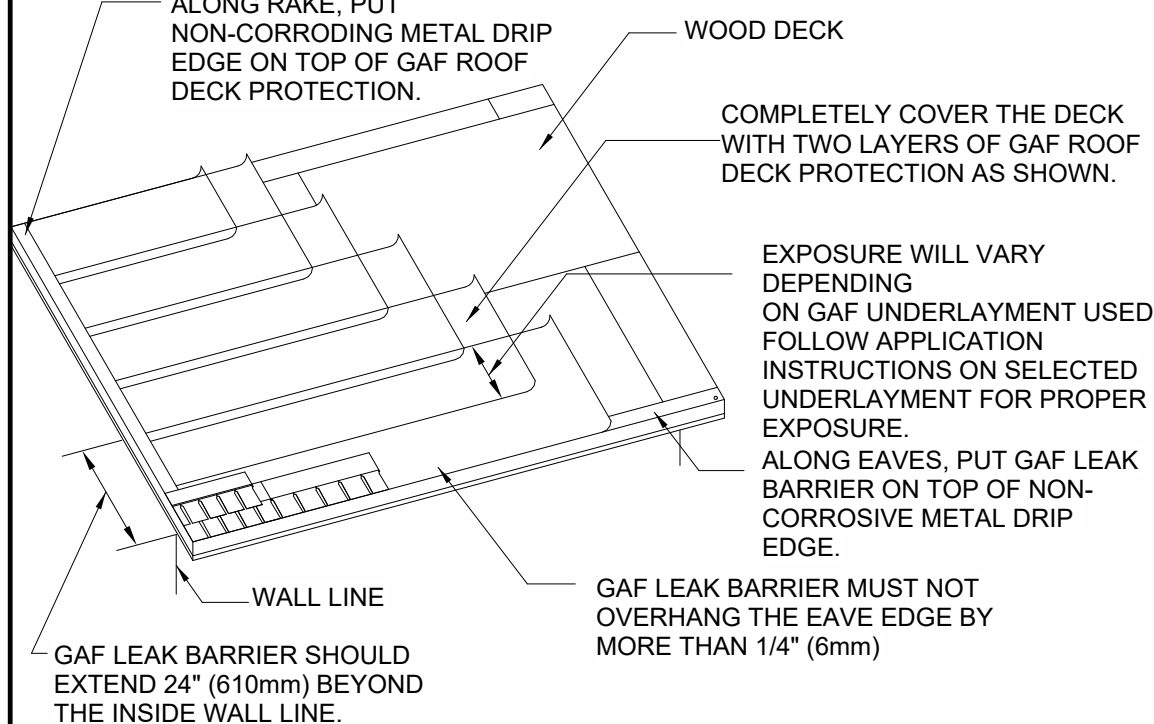 ALONG RAKE, PUT
NON-CORRODING METAL DRIP
EDGE ON TOP OF GAF ROOF
DECK PROTECTION.
WOOD DECK
COMPLETELY COVER THE DECK
WITH TWO LAYERS OF GAF ROOF
DECK PROTECTION AS SHOWN.
EXPOSURE WILL VARY
DEPENDING
ON GAF UNDERLAYMENT USED
FOLLOW APPLICATION
INSTRUCTIONS ON SELECTED
UNDERLAYMENT FOR PROPER
EXPOSURE.
ALONG EAVES, PUT GAF LEAK
BARRIER ON TOP OF NON-
CORROSIVE METAL DRIP
EDGE.
GAF LEAK BARRIER MUST NOT
OVERHANG THE EAVE EDGE BY
MORE THAN 1/4" (6mm)
WALL LINE
GAF LEAK BARRIER SHOULD
EXTEND 24" (610mm) BEYOND
THE INSIDE WALL LINE.